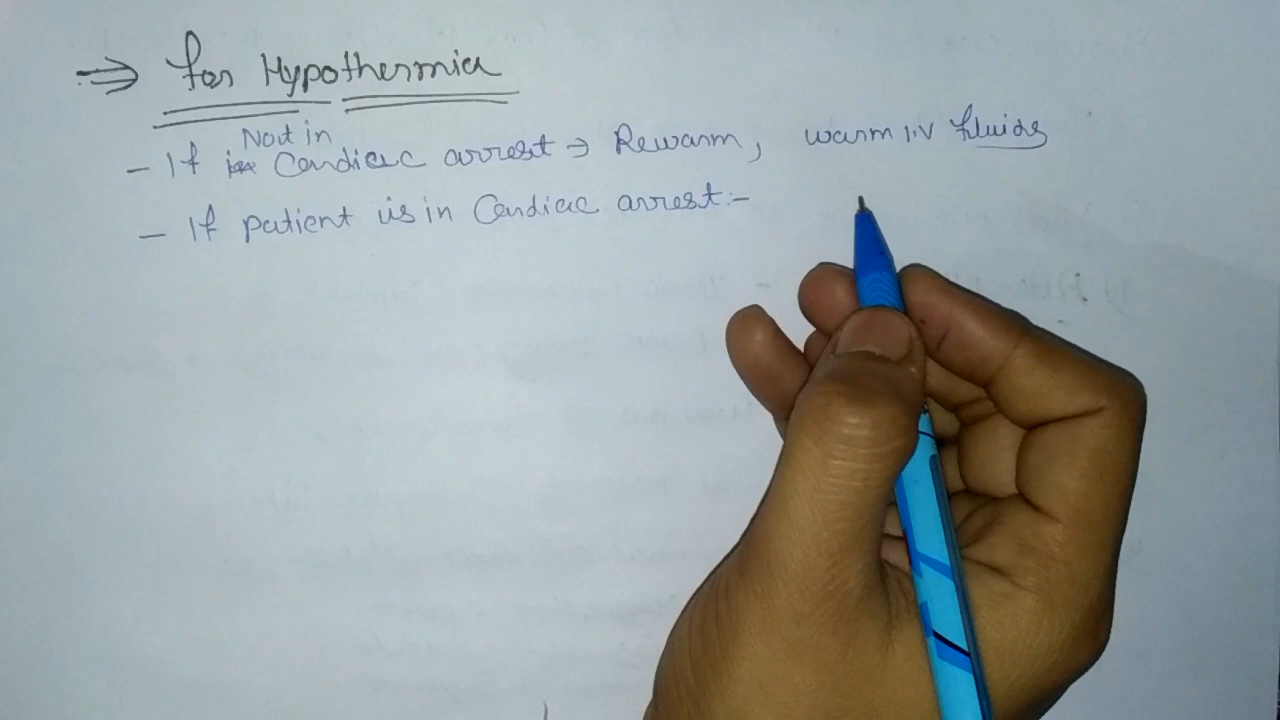 ⇒ for Hypothermia
Not in
- If Cardiac arrest → Rewarm, warm I.V fluids
- If patient is in Cardiac arrest:-